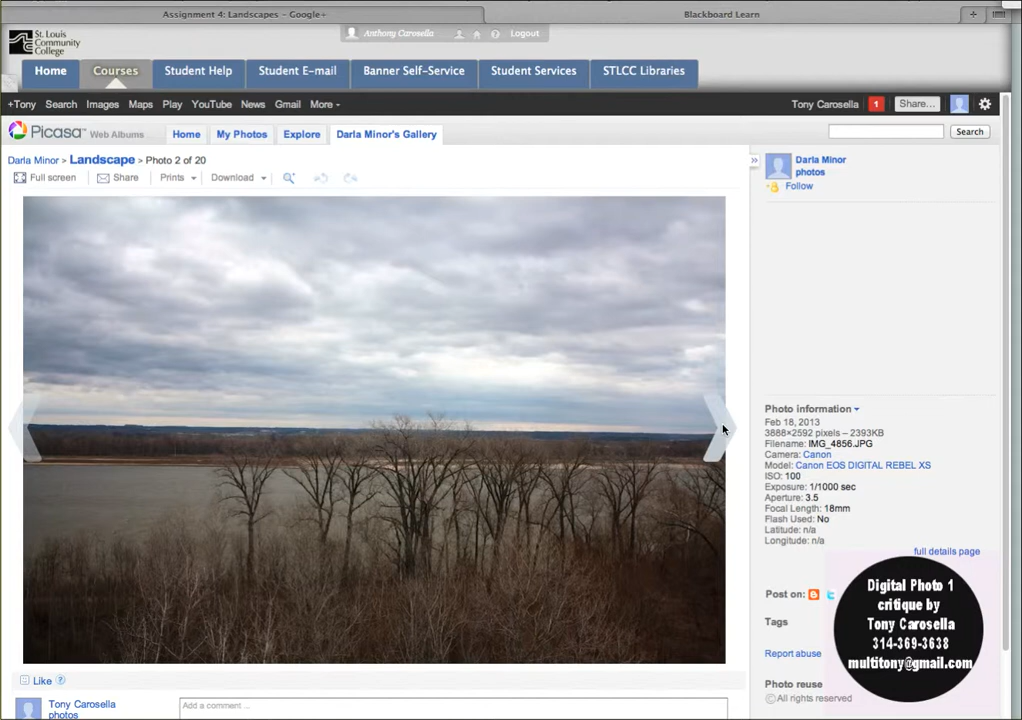 Assignment 4: Landscapes - Google+
Blackboard Learn
+
St. Louis
Community
College
Anthony Carosella
Logout
Home
Courses
Student Help
Student E-mail
Banner Self-Service
Student Services
STLCC Libraries
+Tony Search Images Maps Play YouTube News Gmail More
Tony Carosella 1 Share...
Picasa™ Web Albums
Home
My Photos
Explore
Darla Minor's Gallery
Search
Darla Minor > Landscape > Photo 2 of 20
Full screen
Share
Prints
Download
»
Darla Minor
photos
Follow
Photo information
Feb 18, 2013
3888×2592 pixels – 2393KB
Filename: IMG_4856.JPG
Camera: Canon
Model: Canon EOS DIGITAL REBEL XS
ISO: 100
Exposure: 1/1000 sec
Aperture: 3.5
Focal Length: 18mm
Flash Used: No
Latitude: n/a
Longitude: n/a
full details page
Post on:
Tags
Report abuse
Photo reuse
©All rights reserved
Digital Photo 1
critique by
Tony Carosella
314-369-3638
multitony@gmail.com
Like ?
Tony Carosella
photos
Add a comment ...